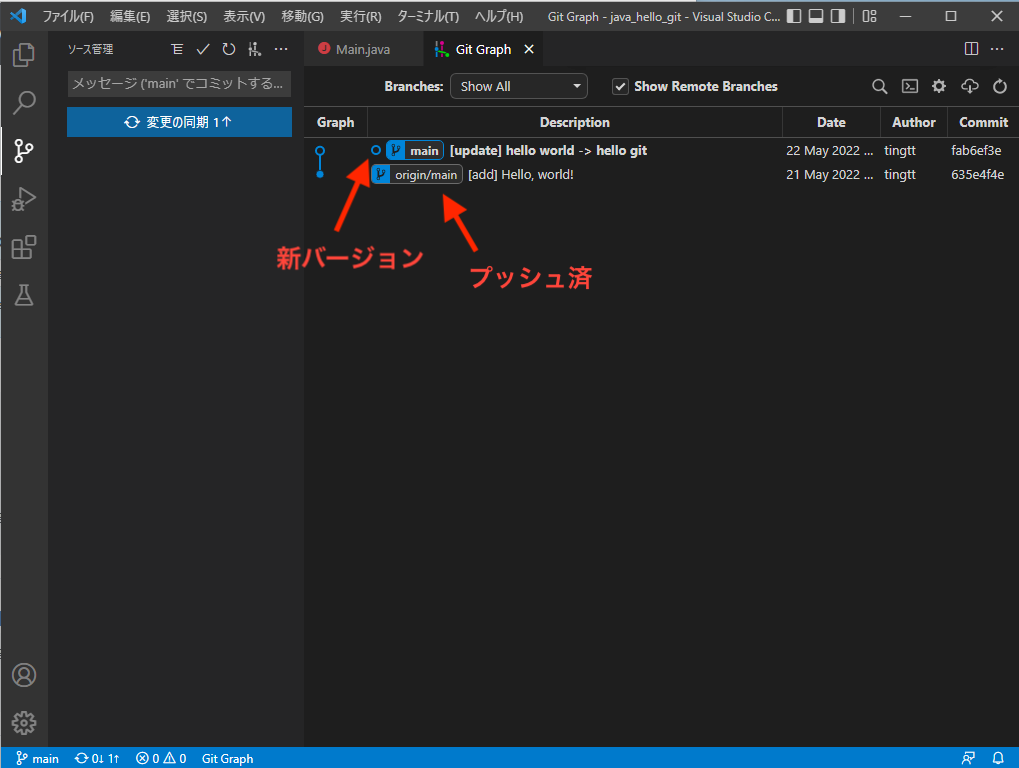 ファイル(F) 編集(E) 選択(S) 表示(V) 移動(G) 実行(R) ターミナル(T) ヘルプ(H) Git Graph - java_hello_git - Visual Studio C...
ソース管理
Main.java
Git Graph
メッセージ ('main' でコミットする...
変更の同期 1↑
Branches: Show All Show Remote Branches
Graph Description Date Author Commit
main [update] hello world -> hello git 22 May 2022 ... tingtt fab6ef3e
origin/main [add] Hello, world! 21 May 2022 ... tingtt 635e4f4e
新バージョン
プッシュ済
main 0↓ 1↑ 0 0 Git Graph